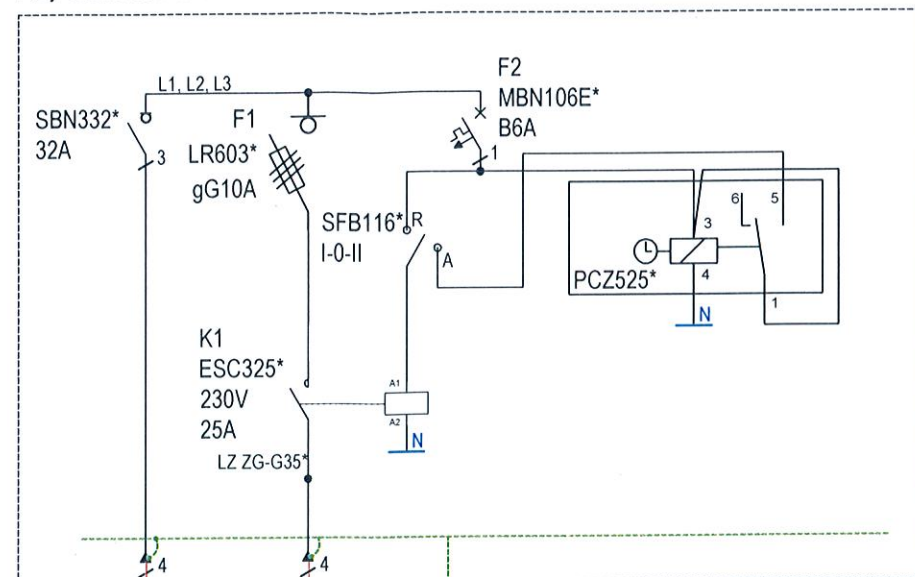 L1, L2, L3
SBN332*
32A
3
F1
LR603*
gG10A
F2
MBN106E*
B6A
1
SFB116*
I-0-II
R
A
6
5
3
4
1
PCZ525*
N
K1
ESC325*
230V
25A
A1
A2
N
LZ ZG-G35*
4
4